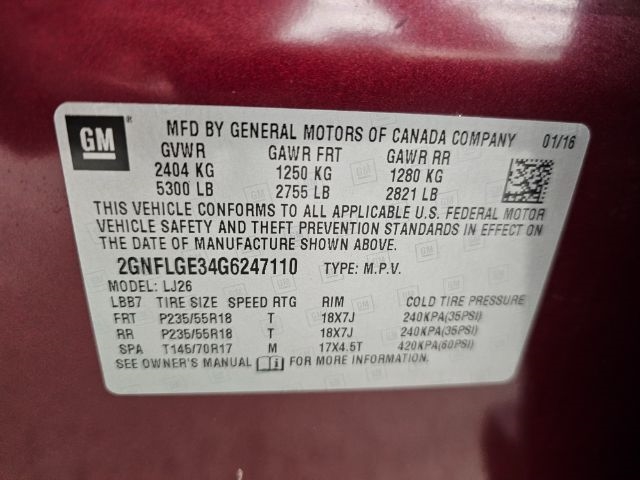 GM ®
MFD BY GENERAL MOTORS OF CANADA COMPANY 01/16
GVWR GAWR FRT GAWR RR
2404 KG 1250 KG 1280 KG
5300 LB 2755 LB 2821 LB
THIS VEHICLE CONFORMS TO ALL APPLICABLE U.S. FEDERAL MOTOR
VEHICLE SAFETY AND THEFT PREVENTION STANDARDS IN EFFECT ON
THE DATE OF MANUFACTURE SHOWN ABOVE.
2GNFLGE34G6247110 TYPE: M.P.V.
MODEL: LJ26
LBB7 TIRE SIZE SPEED RTG RIM COLD TIRE PRESSURE
FRT P235/55R18 T 18X7J 240KPA(35PSI)
RR P235/55R18 T 18X7J 240KPA(35PSI)
SPA T145/70R17 M 17X4.5T 420KPA(60PSI)
SEE OWNER'S MANUAL FOR MORE INFORMATION.